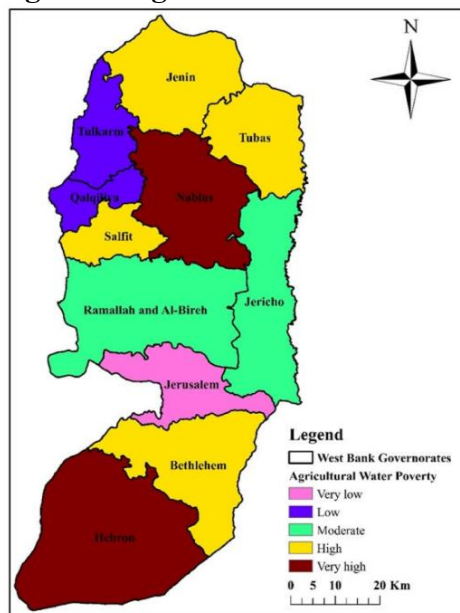 N
Jenin
Tulkarm
Tubas
Nablus
Qalqiliya
Salfit
Ramallah and Al-Bireh
Jericho
Jerusalem
Bethlehem
Hebron
Legend
West Bank Governorates
Agricultural Water Poverty
Very low
Low
Moderate
High
Very high
0 5 10 20 Km